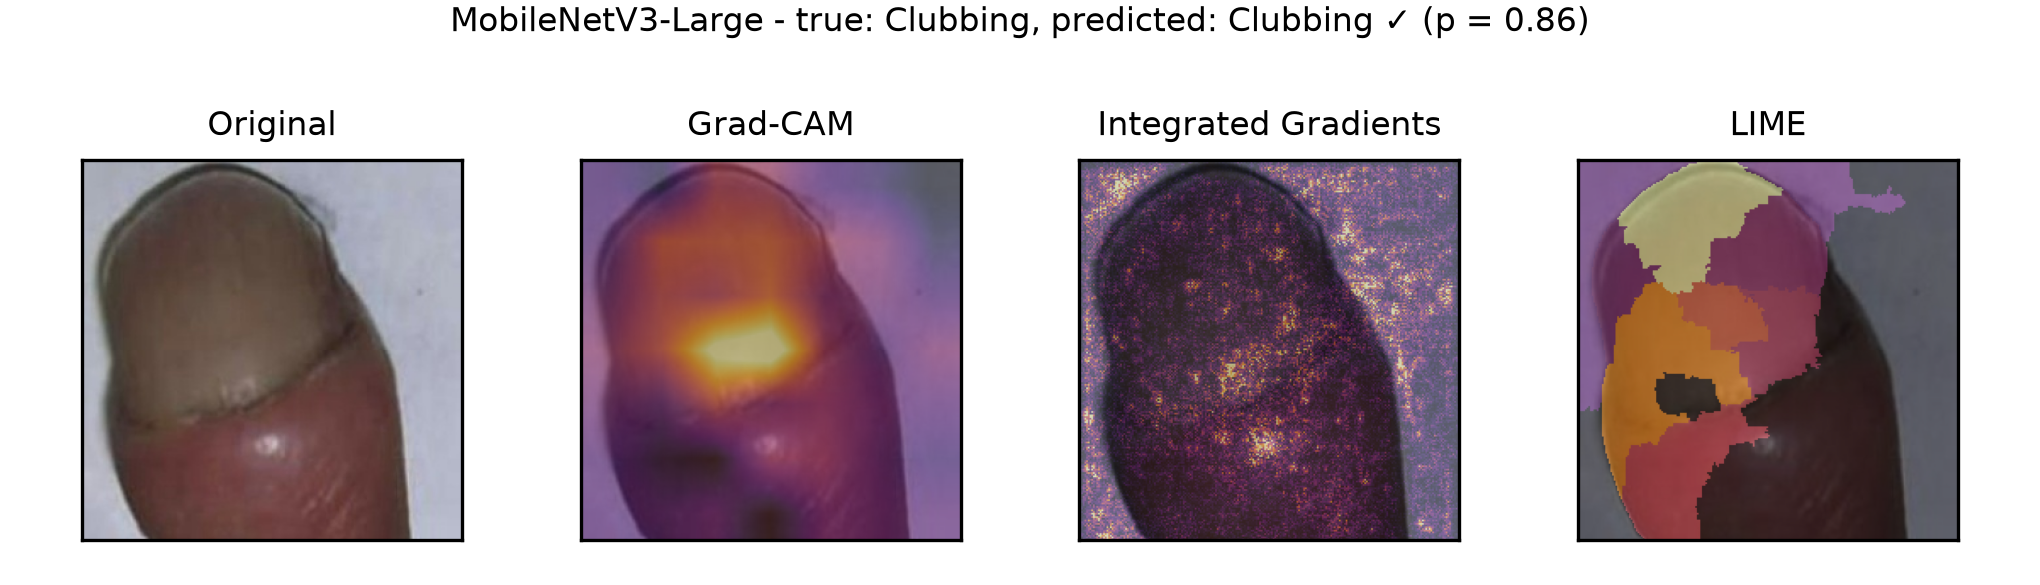 MobileNetV3-Large - true: Clubbing, predicted: Clubbing ✓ (p = 0.86)
Original
Grad-CAM
Integrated Gradients
LIME